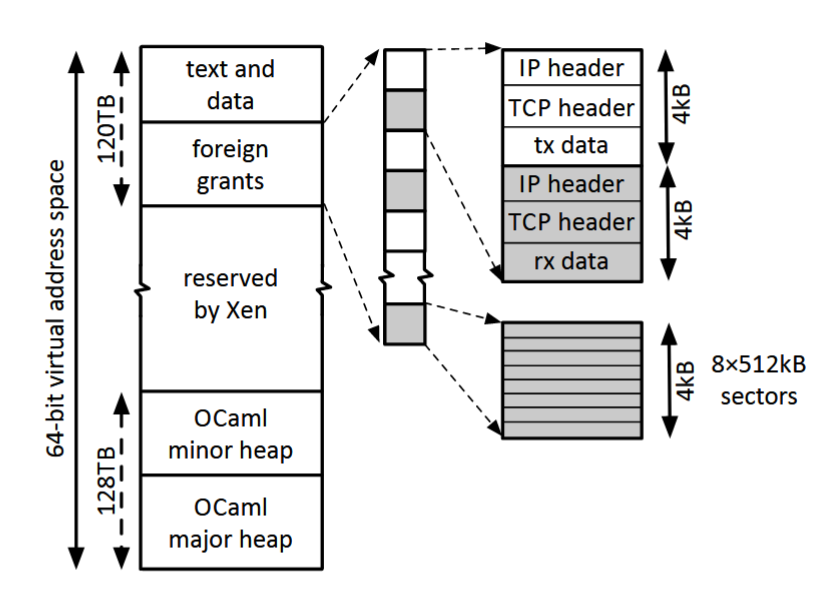 64-bit virtual address space
120TB
128TB
text and
data
foreign
grants
reserved
by Xen
OCaml
minor heap
OCaml
major heap
IP header
TCP header
tx data
IP header
TCP header
rx data
4kB
4kB
4kB
8×512kB
sectors